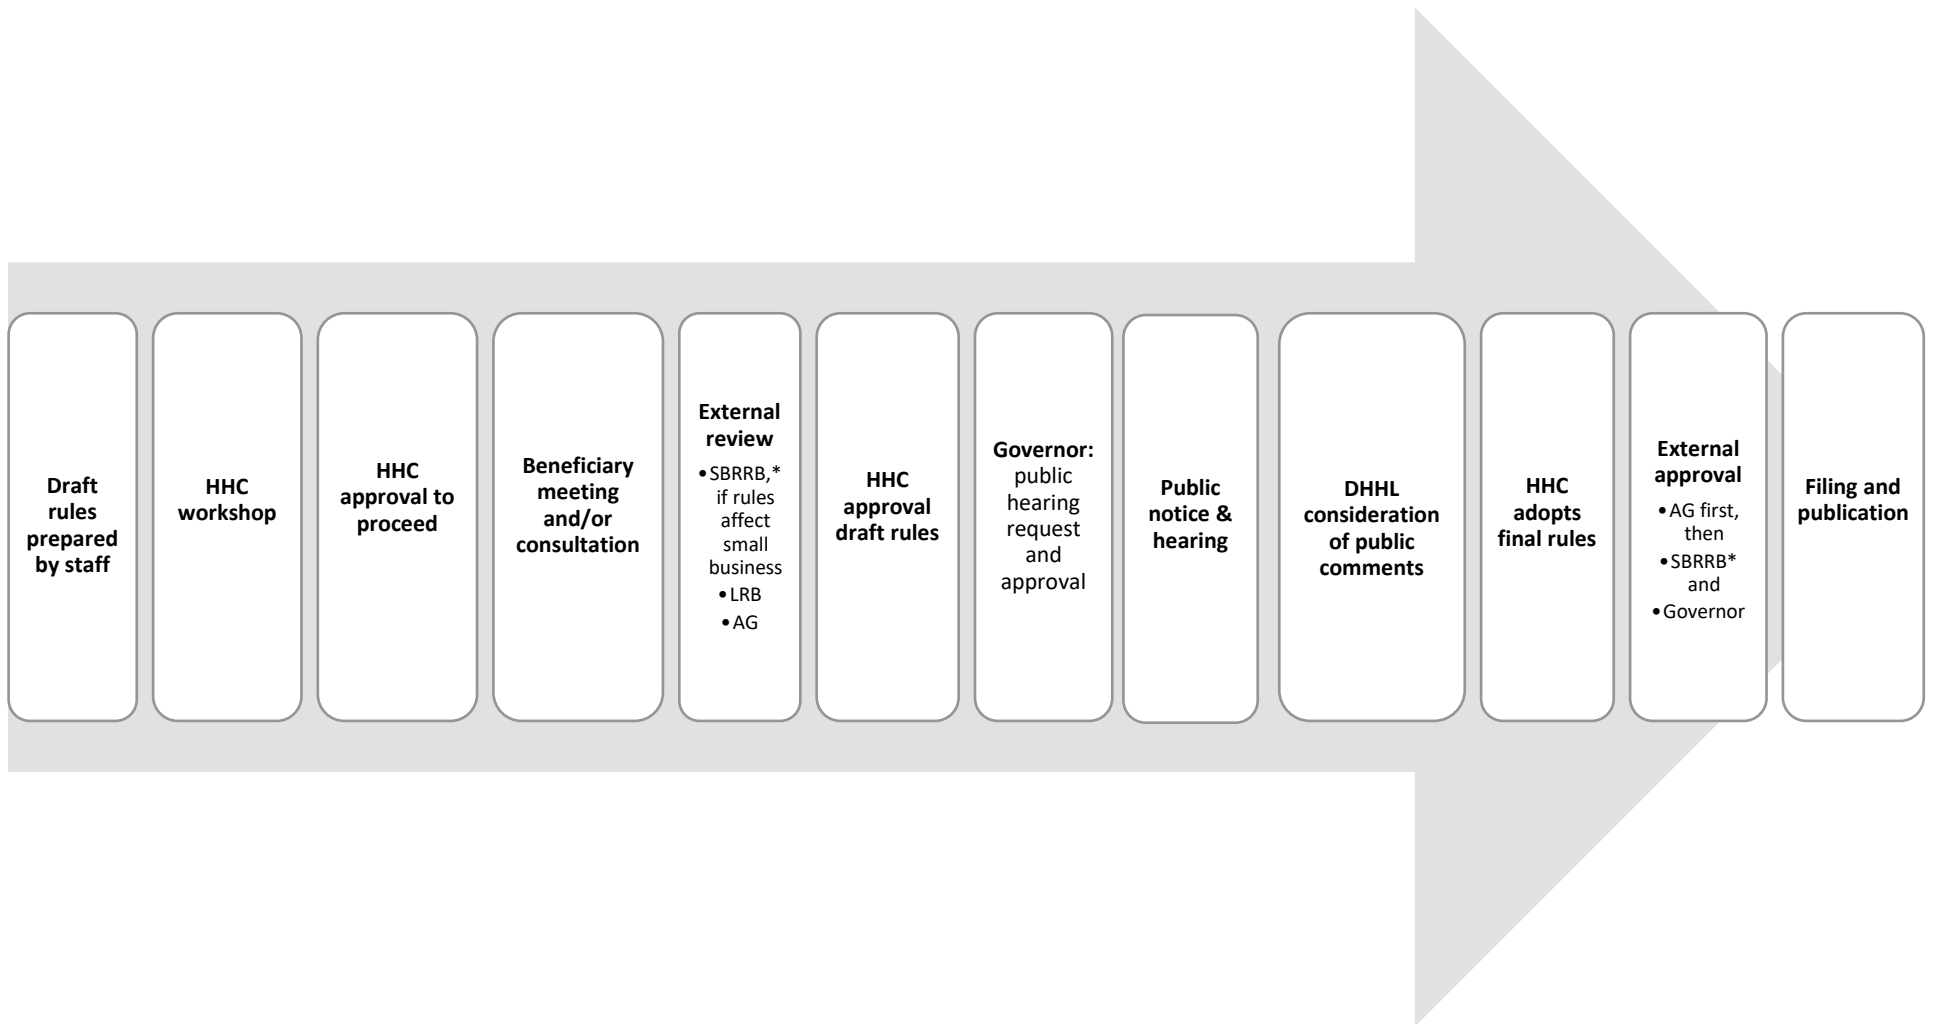 Draft
rules
prepared
by staff
HHC
workshop
HHC
approval to
proceed
Beneficiary
meeting
and/or
consultation
External
review
•SBRRB,*
if rules
affect
small
business
•LRB
•AG
HHC
approval
draft rules
Governor:
public
hearing
request
and
approval
Public
notice &
hearing
DHHL
consideration
of public
comments
HHC
adopts
final rules
External
approval
•AG first,
then
•SBRRB*
and
•Governor
Filing and
publication